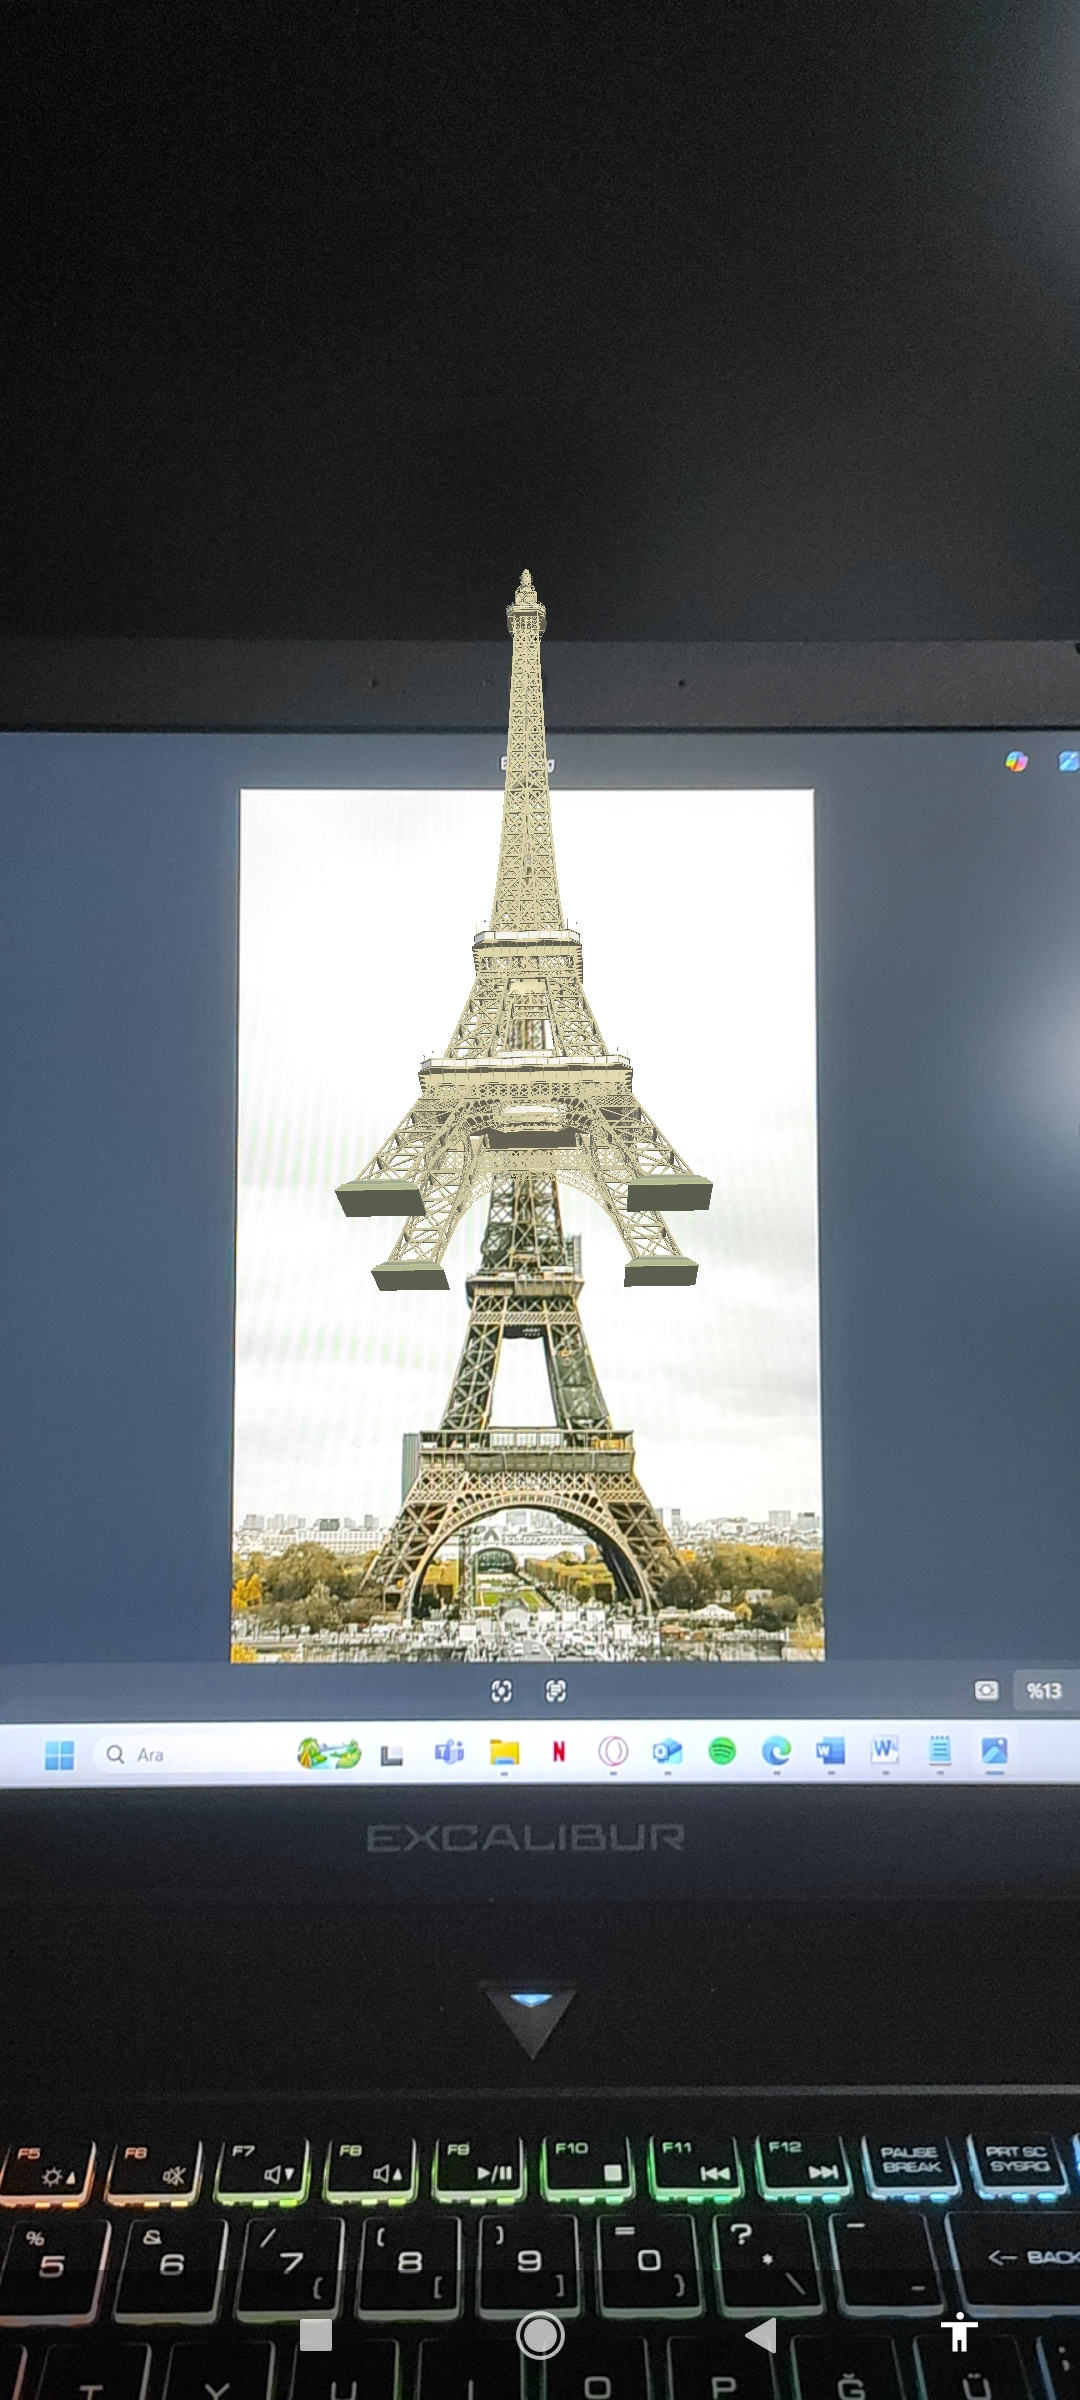 %13
Ara
EXCALIBUR
F5
F6
F7
F8
F9
F10
F11
F12
PAUSE
BREAK
PRT SC
SYSRQ
%
5
&
6
/
7
{
(
8
[
)
9
]
=
0
}
?
*
\
_
-
<- BACK
T
Y
U
I
O
P
Ğ
Ü